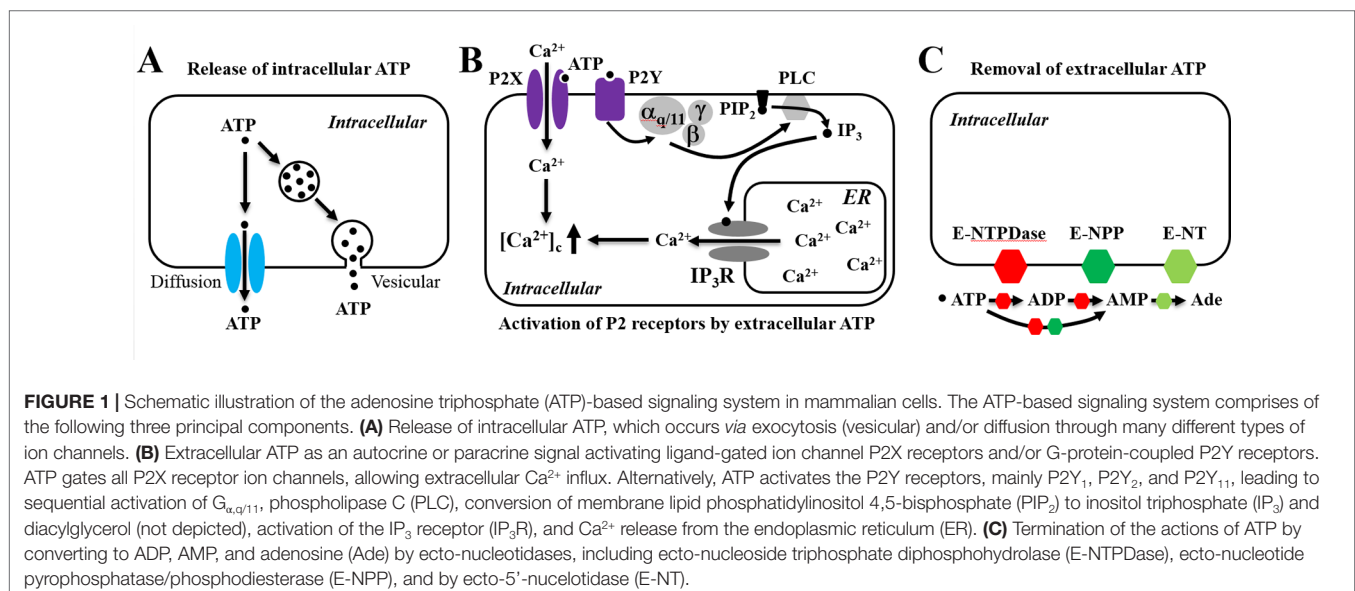 A
Release of intracellular ATP
ATP
Intracellular
Diffusion
Vesicular
ATP
ATP
B
Ca²⁺
ATP
P2X
P2Y
PLC
α q/11
γ
β
PIP₂
IP₃
Ca²⁺
ER
Ca²⁺
Ca²⁺
[Ca²⁺]c
Ca²⁺
Ca²⁺
Ca²⁺
Ca²⁺
IP₃R
Intracellular
Activation of P2 receptors by extracellular ATP
C
Removal of extracellular ATP
Intracellular
E-NTPDase E-NPP E-NT
ATP ADP AMP Ade
FIGURE 1 | Schematic illustration of the adenosine triphosphate (ATP)-based signaling system in mammalian cells. The ATP-based signaling system comprises of
the following three principal components. (A) Release of intracellular ATP, which occurs via exocytosis (vesicular) and/or diffusion through many different types of
ion channels. (B) Extracellular ATP as an autocrine or paracrine signal activating ligand-gated ion channel P2X receptors and/or G-protein-coupled P2Y receptors.
ATP gates all P2X receptor ion channels, allowing extracellular Ca²⁺ influx. Alternatively, ATP activates the P2Y receptors, mainly P2Y₁, P2Y₂, and P2Y₁₁, leading to
sequential activation of Gα,q/11, phospholipase C (PLC), conversion of membrane lipid phosphatidylinositol 4,5-bisphosphate (PIP₂) to inositol triphosphate (IP₃) and
diacylglycerol (not depicted), activation of the IP₃ receptor (IP₃R), and Ca²⁺ release from the endoplasmic reticulum (ER). (C) Termination of the actions of ATP by
converting to ADP, AMP, and adenosine (Ade) by ecto-nucleotidases, including ecto-nucleoside triphosphate diphosphohydrolase (E-NTPDase), ecto-nucleotide
pyrophosphatase/phosphodiesterase (E-NPP), and by ecto-5’-nucelotidase (E-NT).